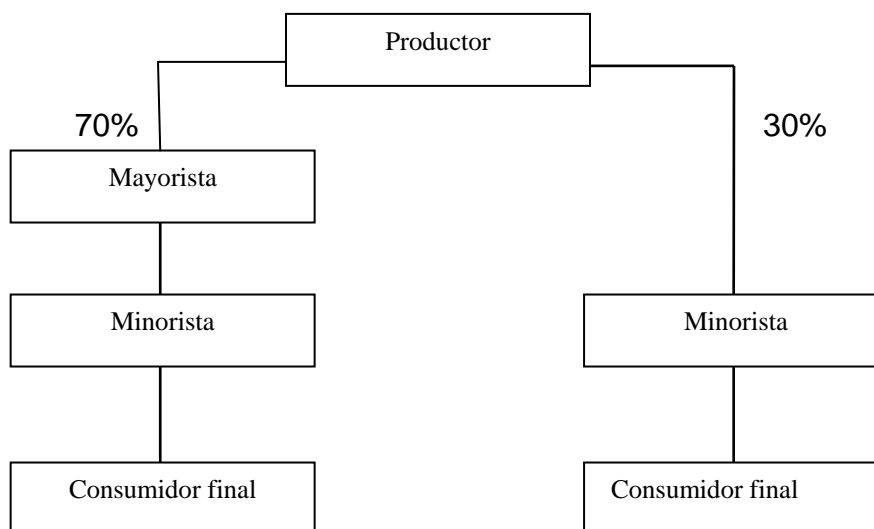 Productor
70%
30%
Mayorista
Minorista
Minorista
Consumidor final
Consumidor final